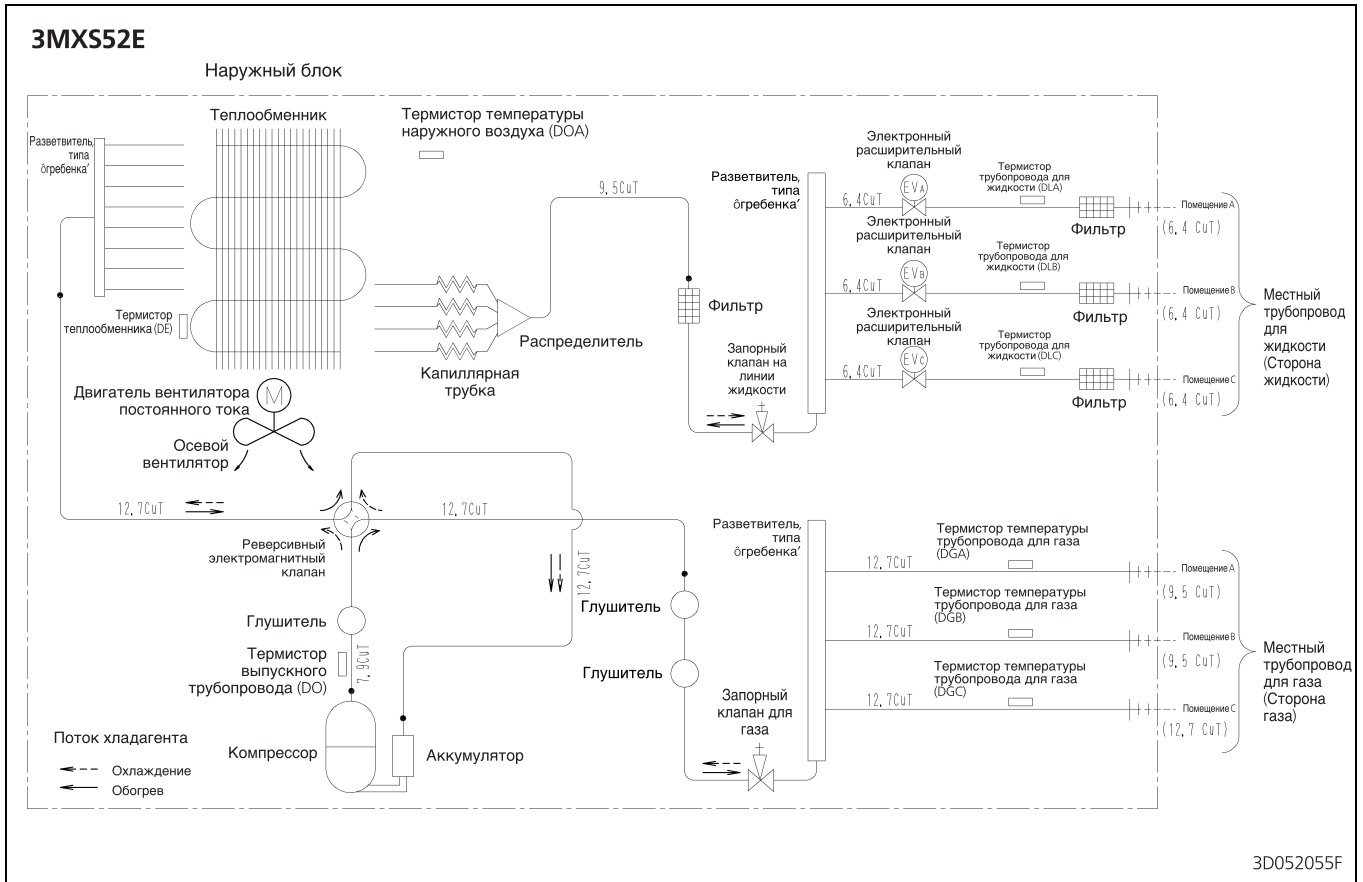 3MXS52E
Наружный блок
Теплообменник
Термистор температуры
наружного воздуха (DOA)
Разветвитель,
типа
ôгребенка′
9,5CuT
Термистор
теплообменника (DE)
Капиллярная
трубка
Распределитель
Двигатель вентилятора
постоянного тока
M
Осевой
вентилятор
Фильтр
Запорный
клапан на
линии
жидкости
Разветвитель,
типа
ôгребенка′
Электронный
расширительный
клапан
6,4CuT
EVA
Термистор
трубопровода для
жидкости (DLA)
Фильтр
Помещение A
(6,4 CuT)
Электронный
расширительный
клапан
6,4CuT
EVB
Термистор
трубопровода для
жидкости (DLB)
Фильтр
Помещение B
(6,4 CuT)
Электронный
расширительный
клапан
6,4CuT
EVC
Термистор
трубопровода для
жидкости (DLC)
Фильтр
Помещение C
(6,4 CuT)
Местный
трубопровод
для
жидкости
(Сторона
жидкости)
12,7CuT
12,7CuT
Реверсивный
электромагнитный
клапан
12,7CuT
Глушитель
Термистор
выпускного
трубопровода (DO)
7,9CuT
Компрессор
Аккумулятор
Глушитель
Глушитель
Запорный
клапан для
газа
Разветвитель,
типа
ôгребенка′
Термистор температуры
трубопровода для газа
(DGA)
12,7CuT
Помещение A
(9,5 CuT)
Термистор температуры
трубопровода для газа
(DGB)
12,7CuT
Помещение B
(9,5 CuT)
Термистор температуры
трубопровода для газа
(DGC)
12,7CuT
Помещение C
(12,7 CuT)
Местный
трубопровод
для газа
(Сторона
газа)
Поток хладагента
Охлаждение
Обогрев
3D052055F